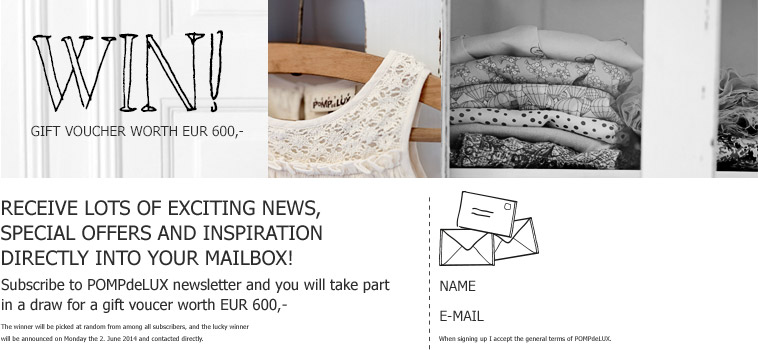 WIN!
GIFT VOUCHER WORTH EUR 600,-
POMPdeLUX
RECEIVE LOTS OF EXCITING NEWS,
SPECIAL OFFERS AND INSPIRATION
DIRECTLY INTO YOUR MAILBOX!
Subscribe to POMPdeLUX newsletter and you will take part
in a draw for a gift voucer worth EUR 600,-
The winner will be picked at random from among all subscribers, and the lucky winner
will be announced on Monday the 2. June 2014 and contacted directly.
NAME
E-MAIL
When signing up I accept the general terms of POMPdeLUX.